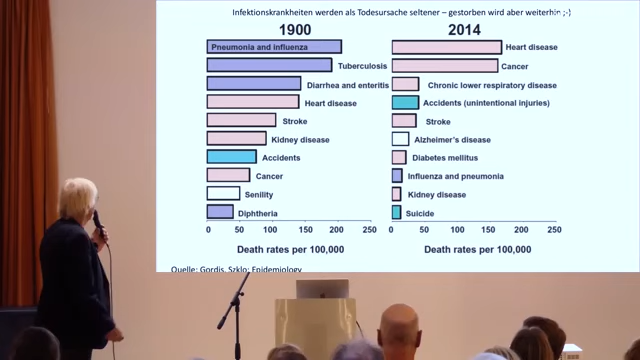 Infektionskrankheiten werden als Todesursache seltener – gestorben wird aber weiterhin ;-)
1900
Pneumonia and influenza
Tuberculosis
Diarrhea and enteritis
Heart disease
Stroke
Kidney disease
Accidents
Cancer
Senility
Diphtheria
0 50 100 150 200 250
Death rates per 100,000
2014
Heart disease
Cancer
Chronic lower respiratory disease
Accidents (unintentional injuries)
Stroke
Alzheimer's disease
Diabetes mellitus
Influenza and pneumonia
Kidney disease
Suicide
0 50 100 150 200 250
Death rates per 100,000
Quelle: Gordis, Szklo: Epidemiology